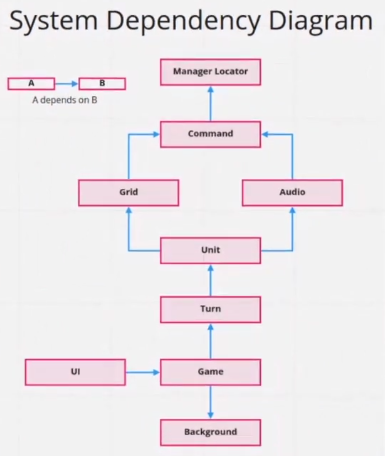 System Dependency Diagram
A
B
A depends on B
Manager Locator
Command
Grid
Audio
Unit
Turn
UI
Game
Background